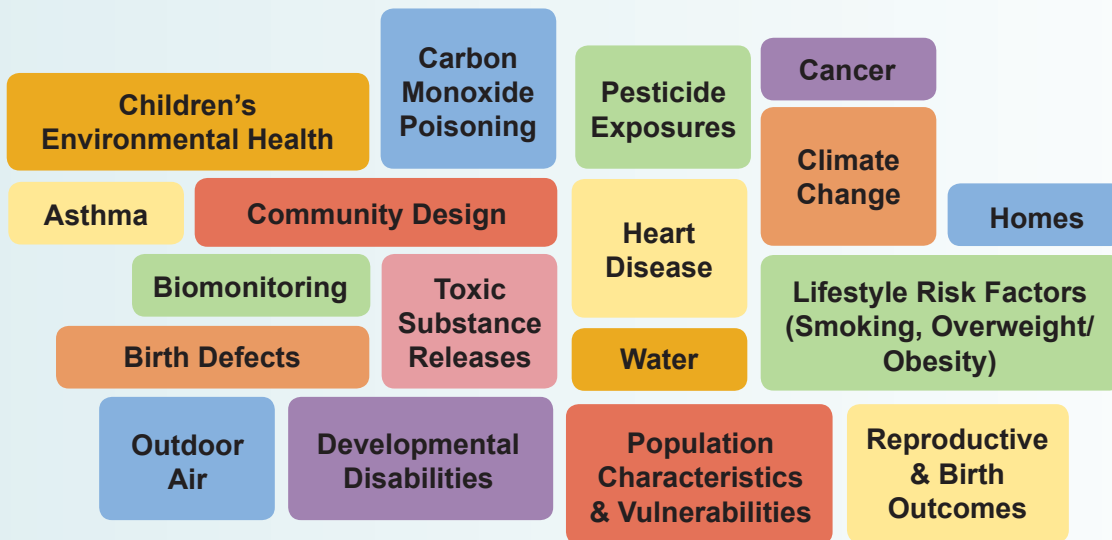 Children’s
Environmental Health
Carbon
Monoxide
Poisoning
Pesticide
Exposures
Cancer
Climate
Change
Asthma
Community Design
Heart
Disease
Homes
Biomonitoring
Toxic
Substance
Releases
Lifestyle Risk Factors
(Smoking, Overweight/
Obesity)
Birth Defects
Water
Outdoor
Air
Developmental
Disabilities
Population
Characteristics
& Vulnerabilities
Reproductive
& Birth
Outcomes